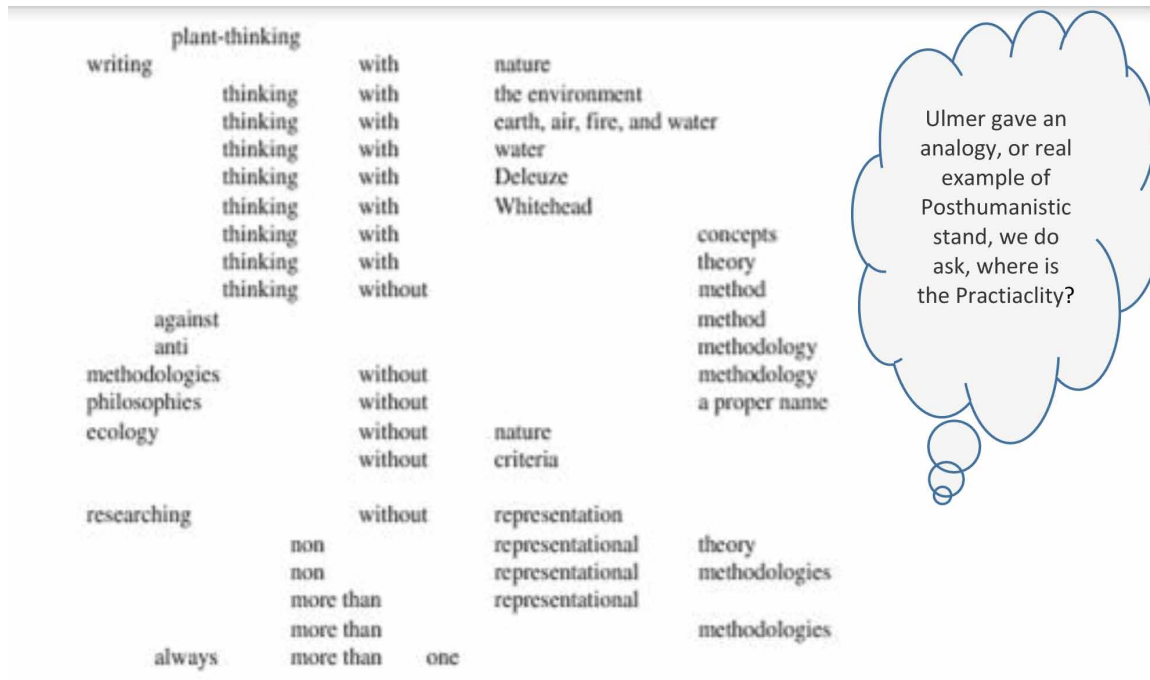 plant-thinking
writing with nature
thinking with the environment
thinking with earth, air, fire, and water
thinking with water
thinking with Deleuze
thinking with Whitehead
thinking with concepts
thinking with theory
thinking without method
against method
anti methodology
methodologies without methodology
philosophies without a proper name
ecology without nature
without criteria
researching without representation
non representational theory
non representational methodologies
more than representational
more than methodologies
always more than one
Ulmer gave an
analogy, or real
example of
Posthumanistic
stand, we do
ask, where is
the Practiaclity?